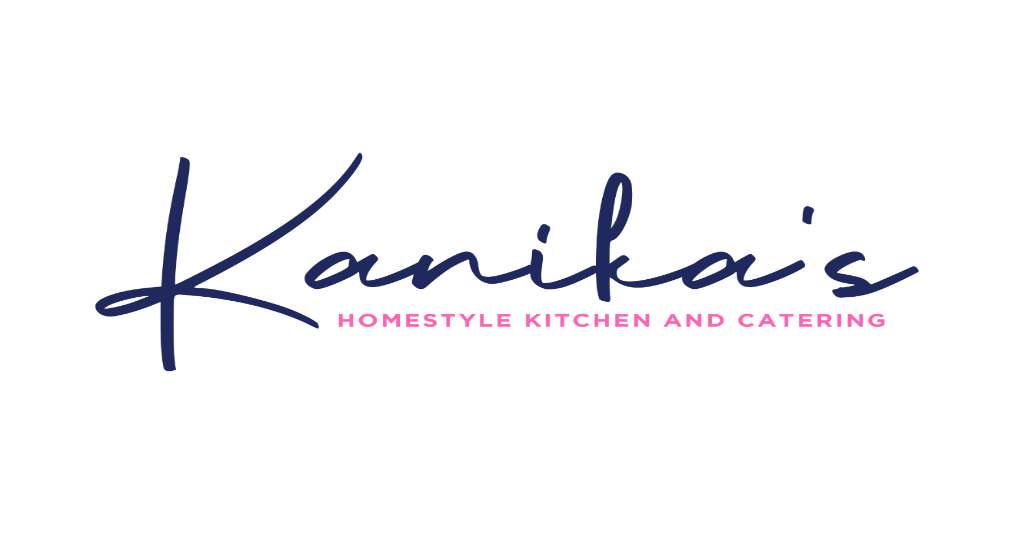 Kanika's
HOMESTYLE KITCHEN AND CATERING